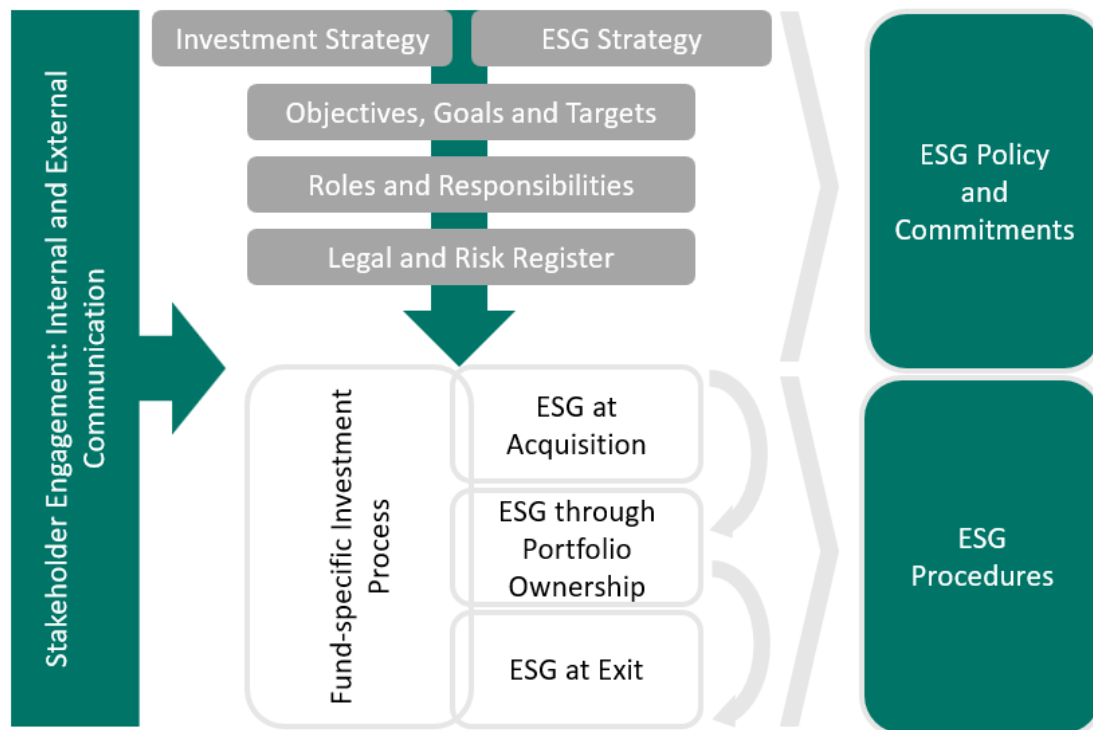 Stakeholder Engagement: Internal and External
Communication
Investment Strategy
ESG Strategy
Objectives, Goals and Targets
Roles and Responsibilities
Legal and Risk Register
Fund-specific Investment
Process
ESG at
Acquisition
ESG through
Portfolio
Ownership
ESG at Exit
ESG Policy
and
Commitments
ESG
Procedures